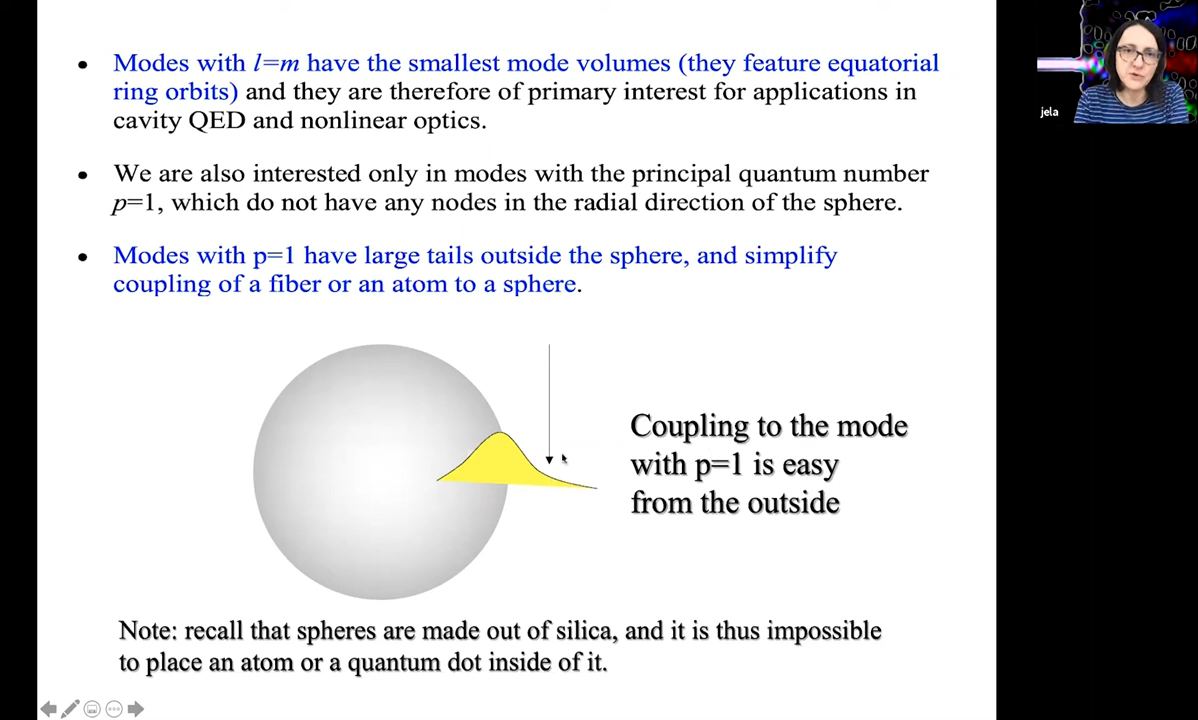 • Modes with l=m have the smallest mode volumes (they feature equatorial
ring orbits) and they are therefore of primary interest for applications in
cavity QED and nonlinear optics.
• We are also interested only in modes with the principal quantum number
p=1, which do not have any nodes in the radial direction of the sphere.
• Modes with p=1 have large tails outside the sphere, and simplify
coupling of a fiber or an atom to a sphere.
Coupling to the mode
with p=1 is easy
from the outside
Note: recall that spheres are made out of silica, and it is thus impossible
to place an atom or a quantum dot inside of it.
jela